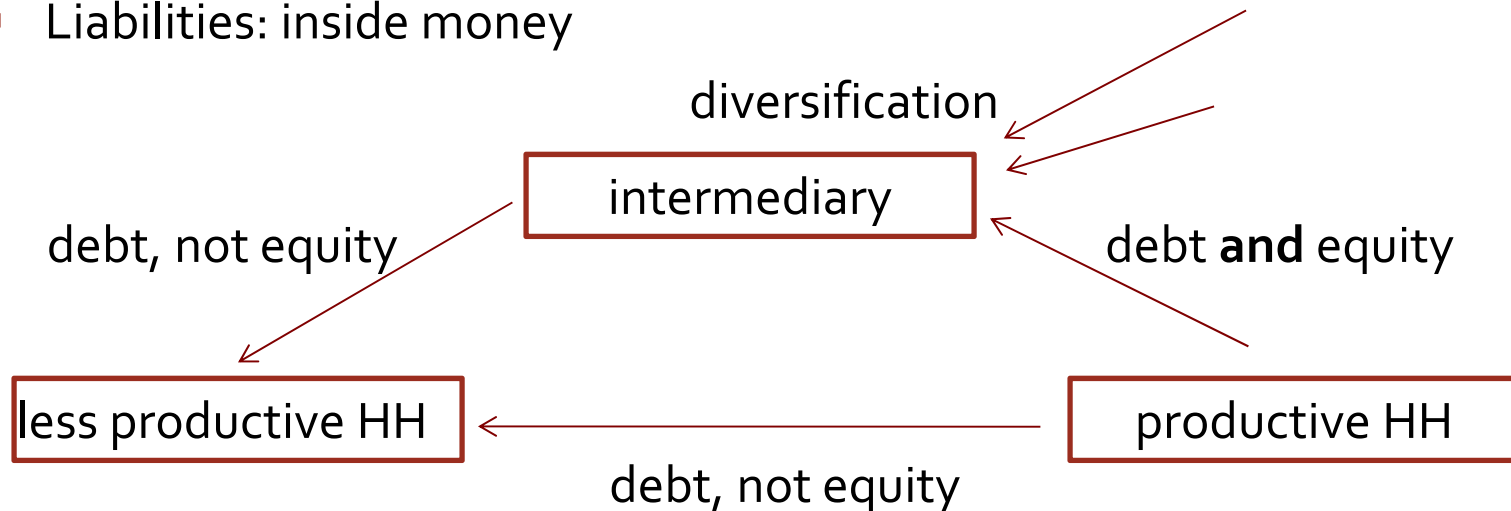 Liabilities: inside money
diversification
intermediary
debt, not equity
debt and equity
less productive HH
productive HH
debt, not equity